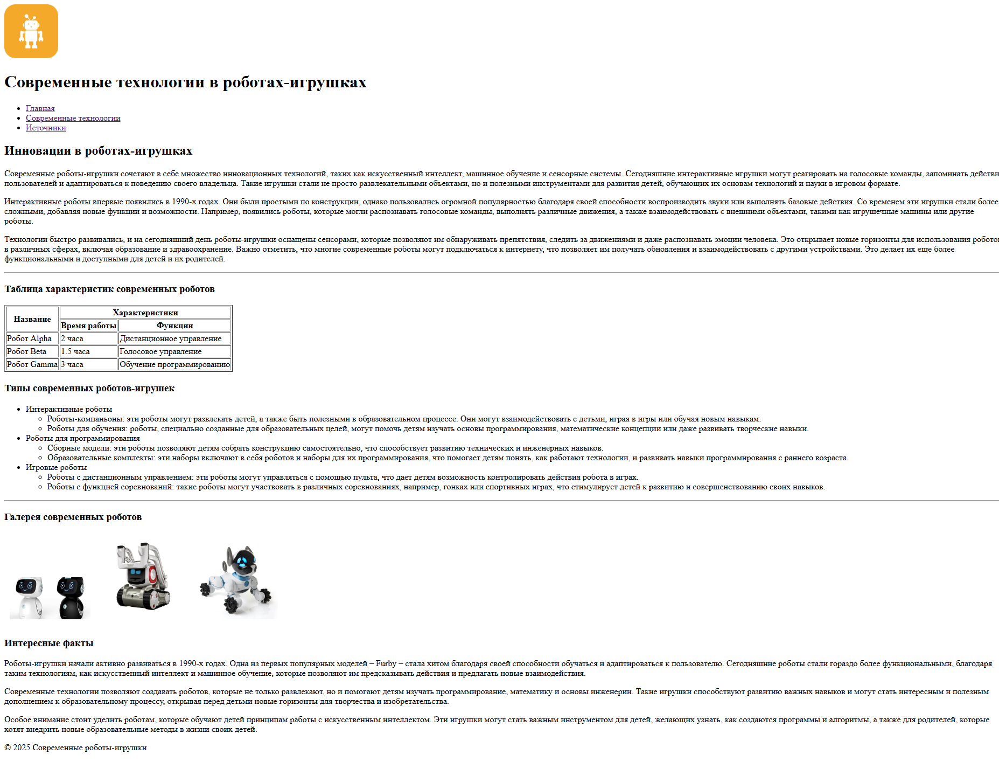 Современные технологии в роботах-игрушках
Главная
Современные технологии
Источники
Инновации в роботах-игрушках
Современные роботы-игрушки сочетают в себе множество инновационных технологий, таких как искусственный интеллект, машинное обучение и сенсорные системы. Сегодняшние интерактивные игрушки могут реагировать на голосовые команды, запоминать действи
пользователей и адаптироваться к поведению своего владельца. Такие игрушки стали не просто развлекательными объектами, но и полезными инструментами для развития детей, обучающих их основам технологий и науки в игровом формате.
Интерактивные роботы впервые появились в 1990-х годах. Они были простыми по конструкции, однако пользовались огромной популярностью благодаря своей способности воспроизводить звуки или выполнять базовые действия. Со временем эти игрушки стали более
сложными, добавляя новые функции и возможности. Например, появились роботы, которые могли распознавать голосовые команды, выполнять различные движения, а также взаимодействовать с внешними объектами, такими как игрушечные машины или другие
роботы.
Технологии быстро развивались, и на сегодняшний день роботы-игрушки оснащены сенсорами, которые позволяют им обнаруживать препятствия, следить за движениями и даже распознавать эмоции человека. Это открывает новые горизонты для использования робото
в различных сферах, включая образование и здравоохранение. Важно отметить, что многие современные роботы могут подключаться к интернету, что позволяет им получать обновления и взаимодействовать с другими устройствами. Это делает их еще более
функциональными и доступными для детей и их родителей.
Таблица характеристик современных роботов
Название Характеристики
Время работы Функции
Робот Alpha 2 часа Дистанционное управление
Робот Beta 1.5 часа Голосовое управление
Робот Gamma 3 часа Обучение программированию
Типы современных роботов-игрушек
Интерактивные роботы
Роботы-компаньоны: эти роботы могут развлекать детей, а также быть полезными в образовательном процессе. Они могут взаимодействовать с детьми, играя в игры или обучая новым навыкам.
Роботы для обучения: роботы, специально созданные для образовательных целей, могут помочь детям изучать основы программирования, математические концепции или даже развивать творческие навыки.
Роботы для программирования
Сборные модели: эти роботы позволяют детям собрать конструкцию самостоятельно, что способствует развитию технических и инженерных навыков.
Образовательные комплекты: эти наборы включают в себя роботов и наборы для их программирования, что помогает детям понять, как работают технологии, и развивать навыки программирования с раннего возраста.
Игровые роботы
Роботы с дистанционным управлением: эти роботы могут управляться с помощью пульта, что дает детям возможность контролировать действия робота в играх.
Роботы с функцией соревнований: такие роботы могут участвовать в различных соревнованиях, например, гонках или спортивных играх, что стимулирует детей к развитию и совершенствованию своих навыков.
Галерея современных роботов
Интересные факты
Роботы-игрушки начали активно развиваться в 1990-х годах. Одна из первых популярных моделей – Furby – стала хитом благодаря своей способности обучаться и адаптироваться к пользователю. Сегодняшние роботы стали гораздо более функциональными, благодаря
таким технологиям, как искусственный интеллект и машинное обучение, которые позволяют им предсказывать действия и предлагать новые взаимодействия.
Современные технологии позволяют создавать роботов, которые не только развлекают, но и помогают детям изучать программирование, математику и основы инженерии. Такие игрушки способствуют развитию важных навыков и могут стать интересным и полезным
дополнением к образовательному процессу, открывая перед детьми новые горизонты для творчества и изобретательства.
Особое внимание стоит уделить роботам, которые обучают детей принципам работы с искусственным интеллектом. Эти игрушки могут стать важным инструментом для детей, желающих узнать, как создаются программы и алгоритмы, а также для родителей, которые
хотят внедрить новые образовательные методы в жизни своих детей.
© 2025 Современные роботы-игрушки